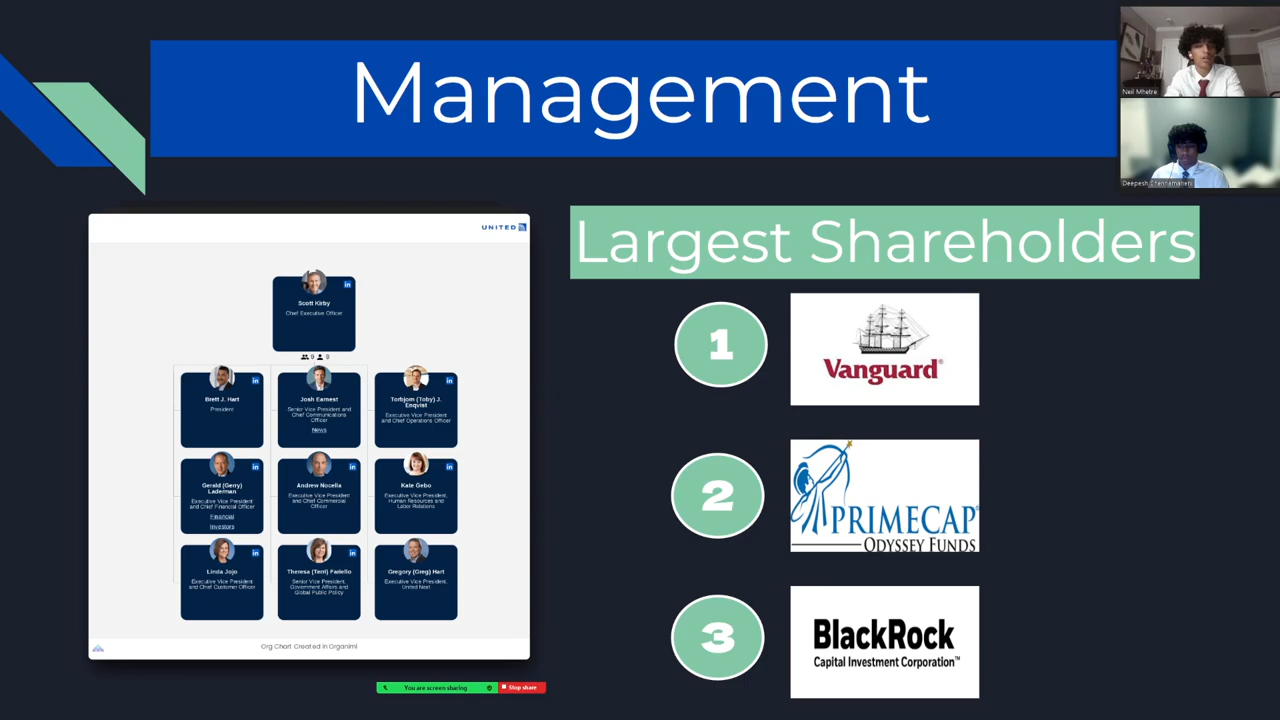 Management
Neil Mhetre
UNITED
Largest Shareholders
Scott Kirby
Chief Executive Officer
9 9
Brett J. Hart
President
Josh Earnest
Senior Vice President and
Chief Communications
Officer
News
Torbjorn (Toby) J.
Enqvist
Executive Vice President
and Chief Operations Officer
Gerald (Gerry)
Laderman
Executive Vice President
and Chief Financial Officer
Financial
Investors
Andrew Nocella
Executive Vice President
and Chief Commercial
Officer
Kate Gebo
Executive Vice President,
Human Resources and
Labor Relations
Linda Jojo
Executive Vice President
and Chief Customer Officer
Theresa (Terri) Fariello
Senior Vice President,
Government Affairs and
Global Public Policy
Gregory (Greg) Hart
Executive Vice President,
United Next
Org Chart Created in Organimi
1
Vanguard®
2
PRIMECAP®
ODYSSEY FUNDS
3
BlackRock
Capital Investment Corporation™
You are screen sharing
Stop share